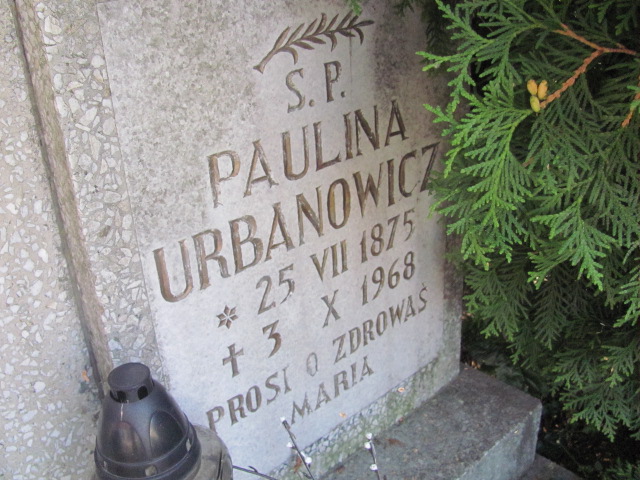 S. P.
PAULINA
URBANOWICZ
* 25 VII 1875
† 3 X 1968
PROSI O ZDROWAŚ
MARIA